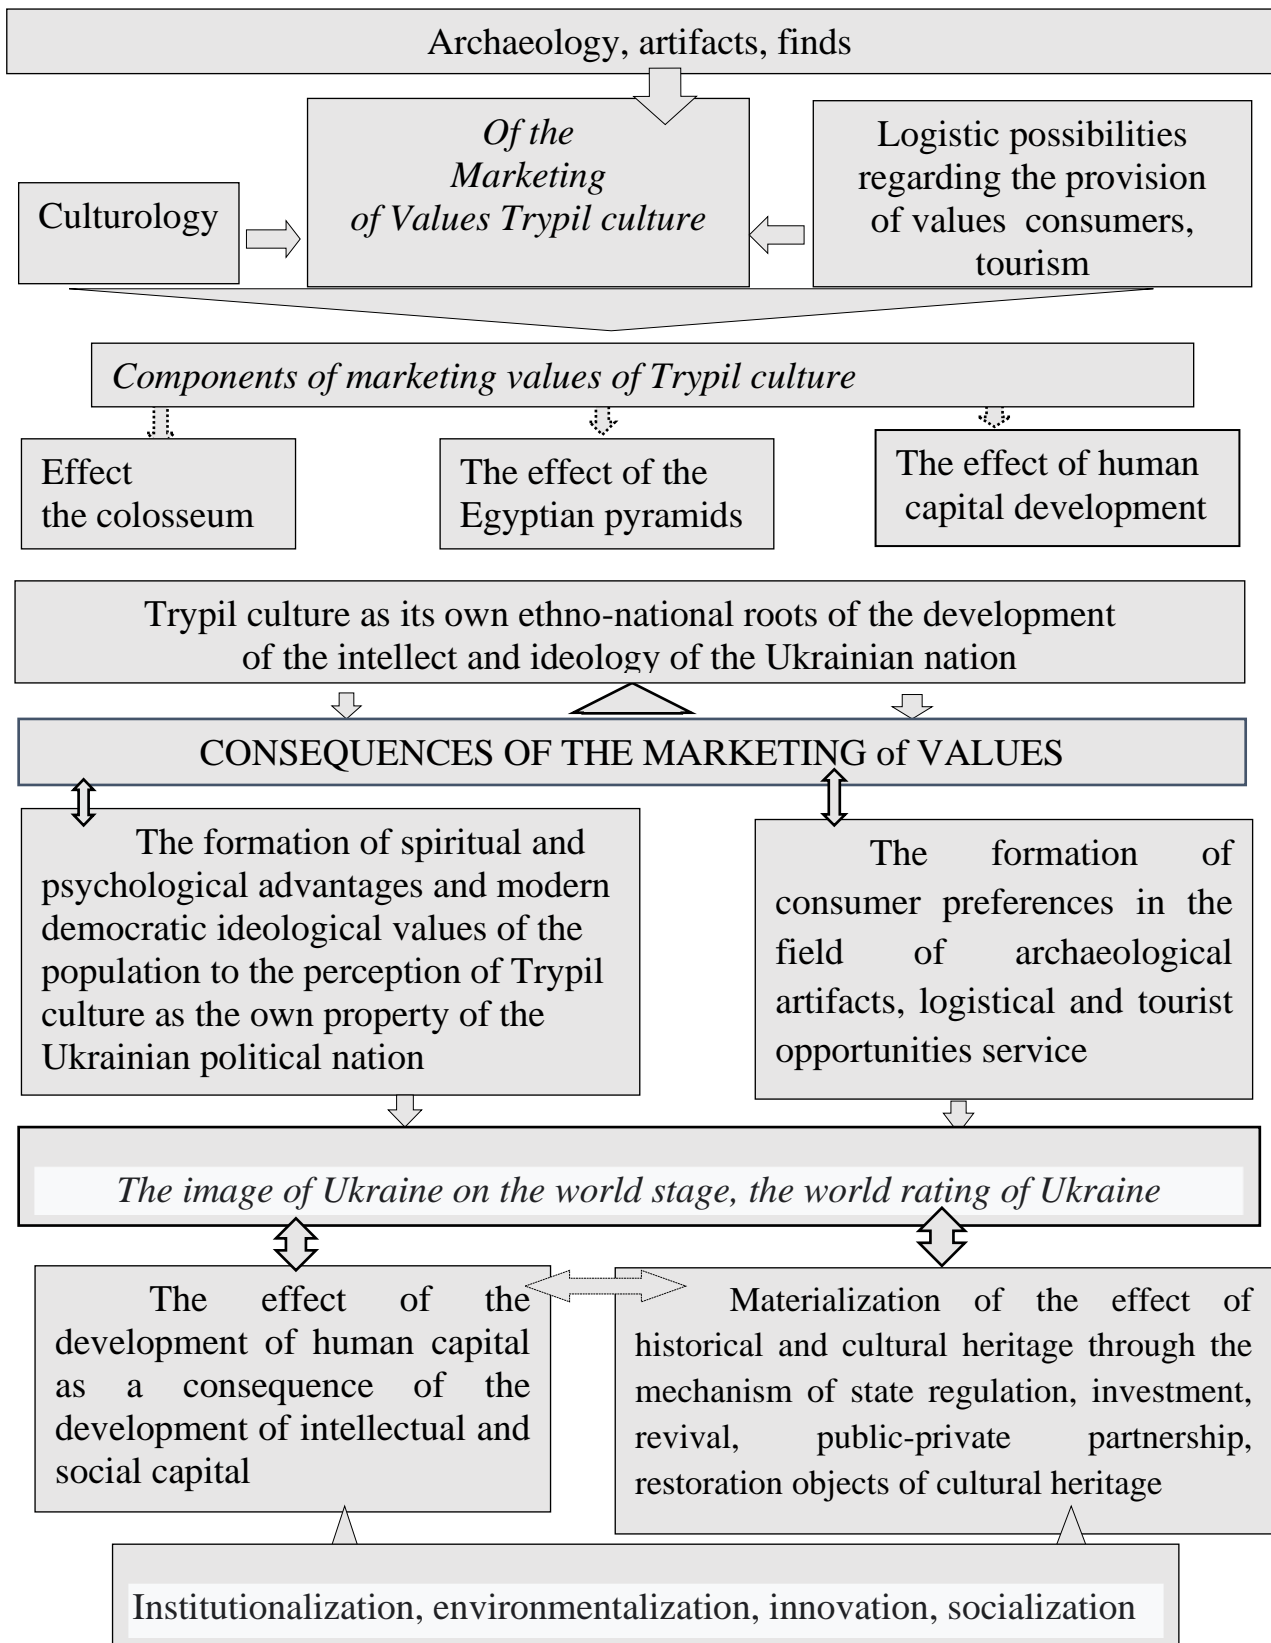 Archaeology, artifacts, finds
Of the
Marketing
of Values Trypil culture
Logistic possibilities
regarding the provision
of values consumers,
tourism
Culturology
Components of marketing values of Trypil culture
Effect
the colosseum
The effect of the
Egyptian pyramids
The effect of human
capital development
Trypil culture as its own ethno-national roots of the development
of the intellect and ideology of the Ukrainian nation
CONSEQUENCES OF THE MARKETING of VALUES
The formation of spiritual and
psychological advantages and modern
democratic ideological values of the
population to the perception of Trypil
culture as the own property of the
Ukrainian political nation
The formation of
consumer preferences in the
field of archaeological
artifacts, logistical and tourist
opportunities service
The image of Ukraine on the world stage, the world rating of Ukraine
The effect of the
development of human capital
as a consequence of the
development of intellectual and
social capital
Materialization of the effect of
historical and cultural heritage through the
mechanism of state regulation, investment,
revival, public-private partnership,
restoration objects of cultural heritage
Institutionalization, environmentalization, innovation, socialization